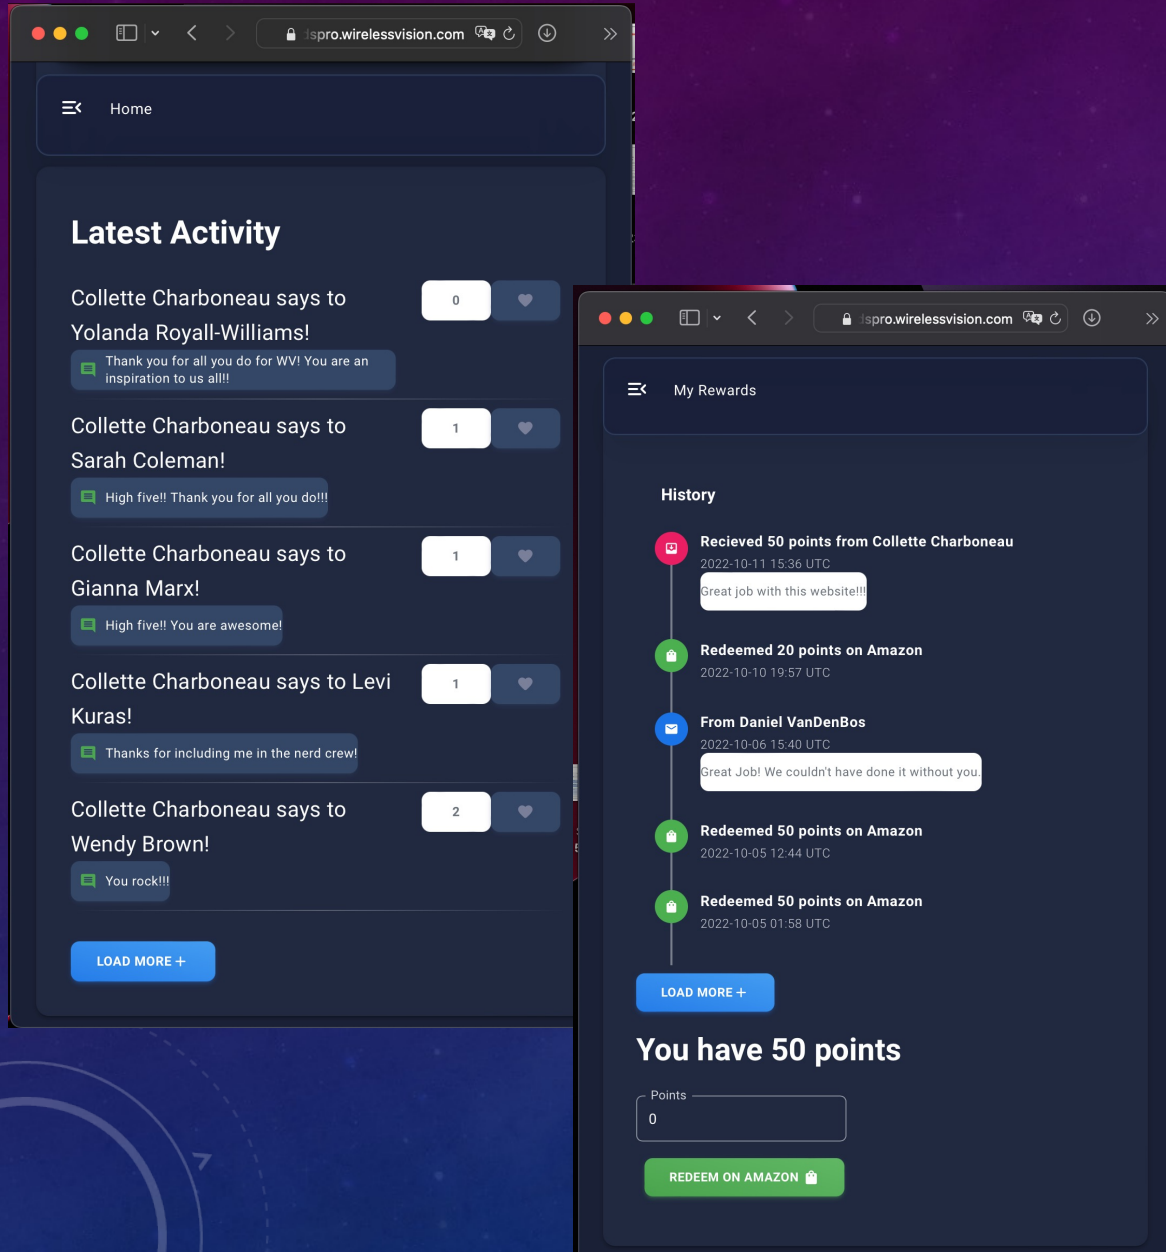 spro.wirelessvision.com
Home
Latest Activity
Collette Charboneau says to
Yolanda Royall-Williams!
0
Thank you for all you do for WV! You are an
inspiration to us all!!
Collette Charboneau says to
Sarah Coleman!
1
High five!! Thank you for all you do!!!
Collette Charboneau says to
Gianna Marx!
1
High five!! You are awesome!
Collette Charboneau says to Levi
Kuras!
1
Thanks for including me in the nerd crew!
Collette Charboneau says to
Wendy Brown!
2
You rock!!!
LOAD MORE +
spro.wirelessvision.com
My Rewards
History
Recieved 50 points from Collette Charboneau
2022-10-11 15:36 UTC
Great job with this website!!!
Redeemed 20 points on Amazon
2022-10-10 19:57 UTC
From Daniel VanDenBos
2022-10-06 15:40 UTC
Great Job! We couldn't have done it without you.
Redeemed 50 points on Amazon
2022-10-05 12:44 UTC
Redeemed 50 points on Amazon
2022-10-05 01:58 UTC
LOAD MORE +
You have 50 points
Points
0
REDEEM ON AMAZON